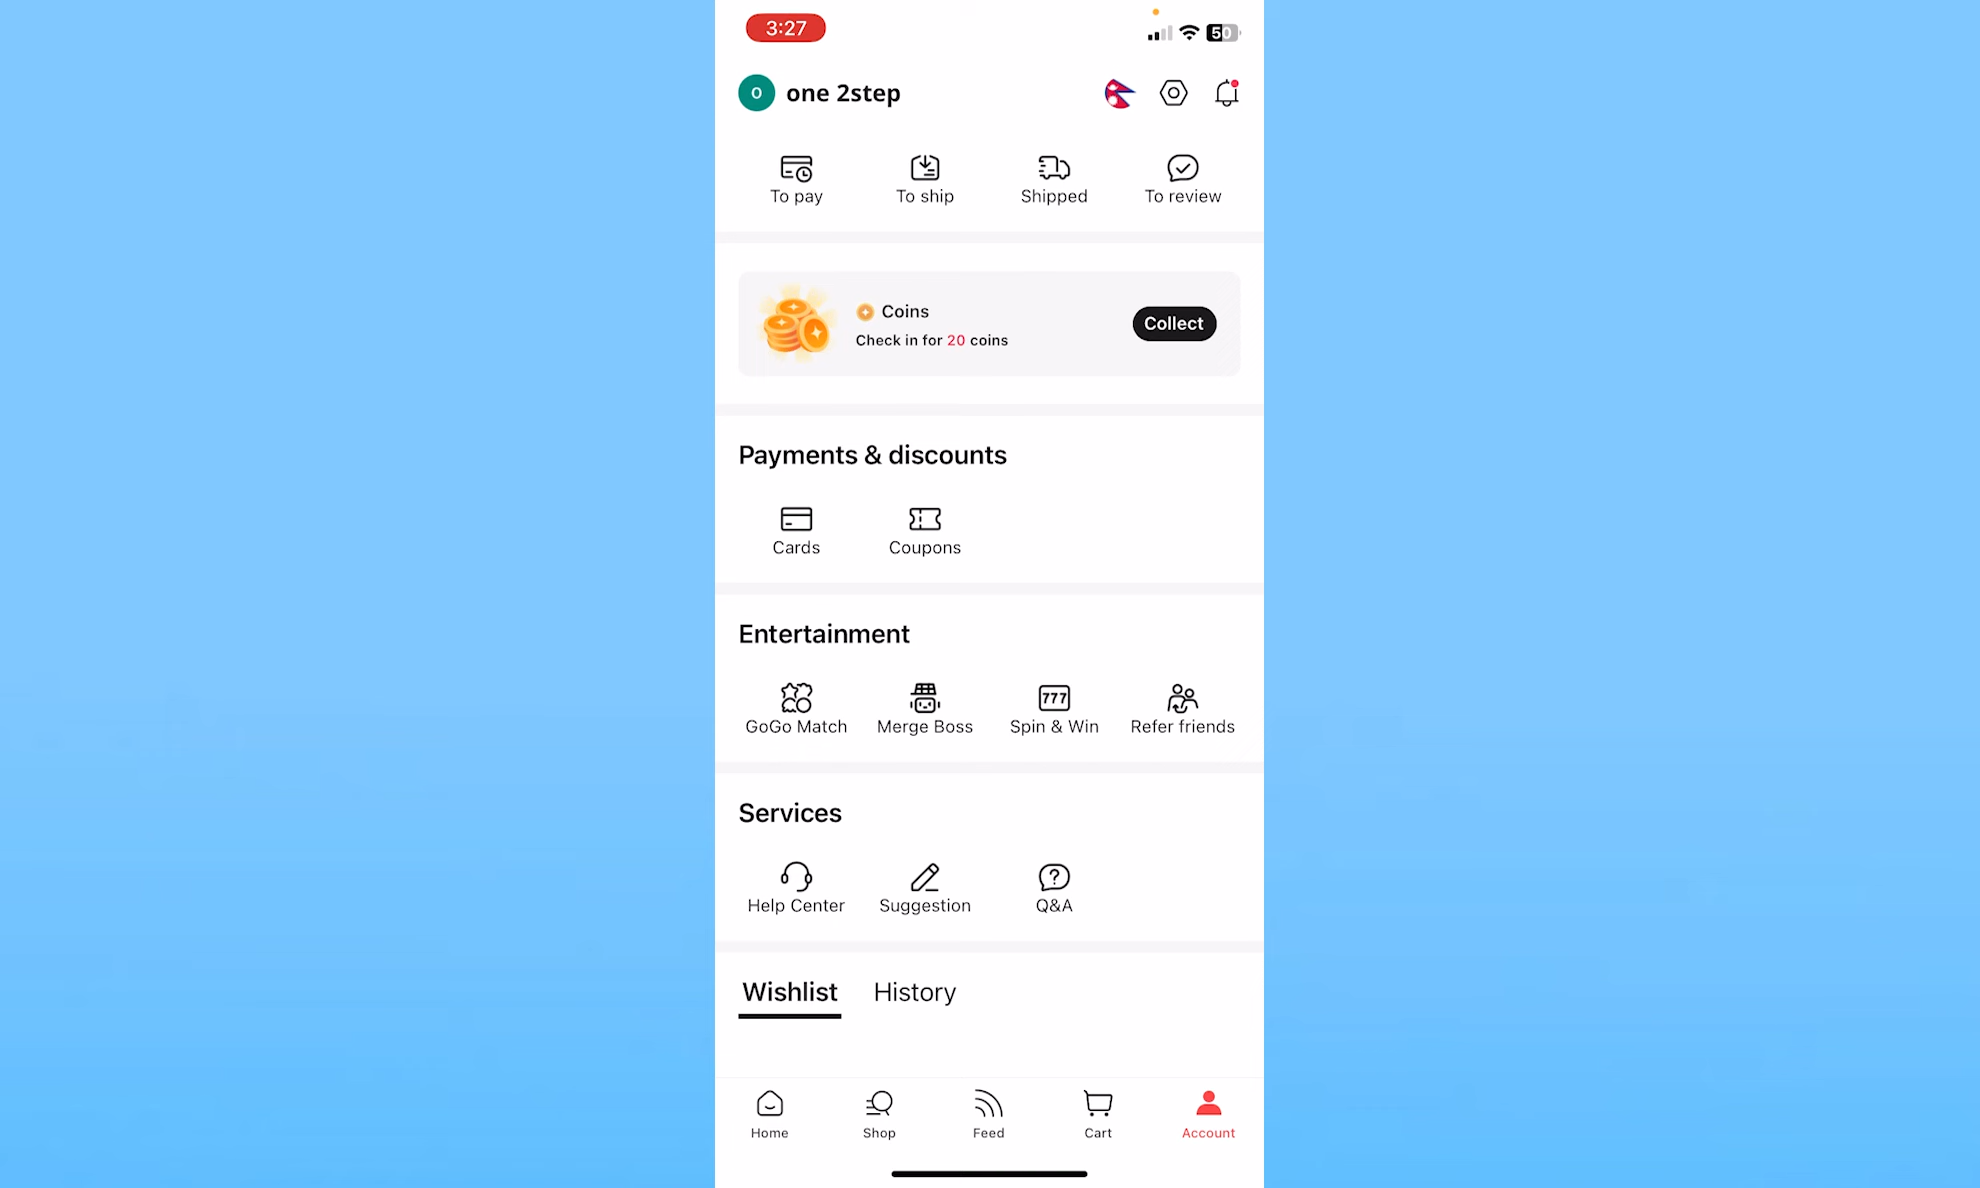 3:27
50
O one 2step
To pay To ship Shipped To review
Coins
Check in for 20 coins
Collect
Payments & discounts
Cards Coupons
Entertainment
777
GoGo Match Merge Boss Spin & Win Refer friends
Services
?
Help Center Suggestion Q&A
Wishlist History
Home Shop Feed Cart Account